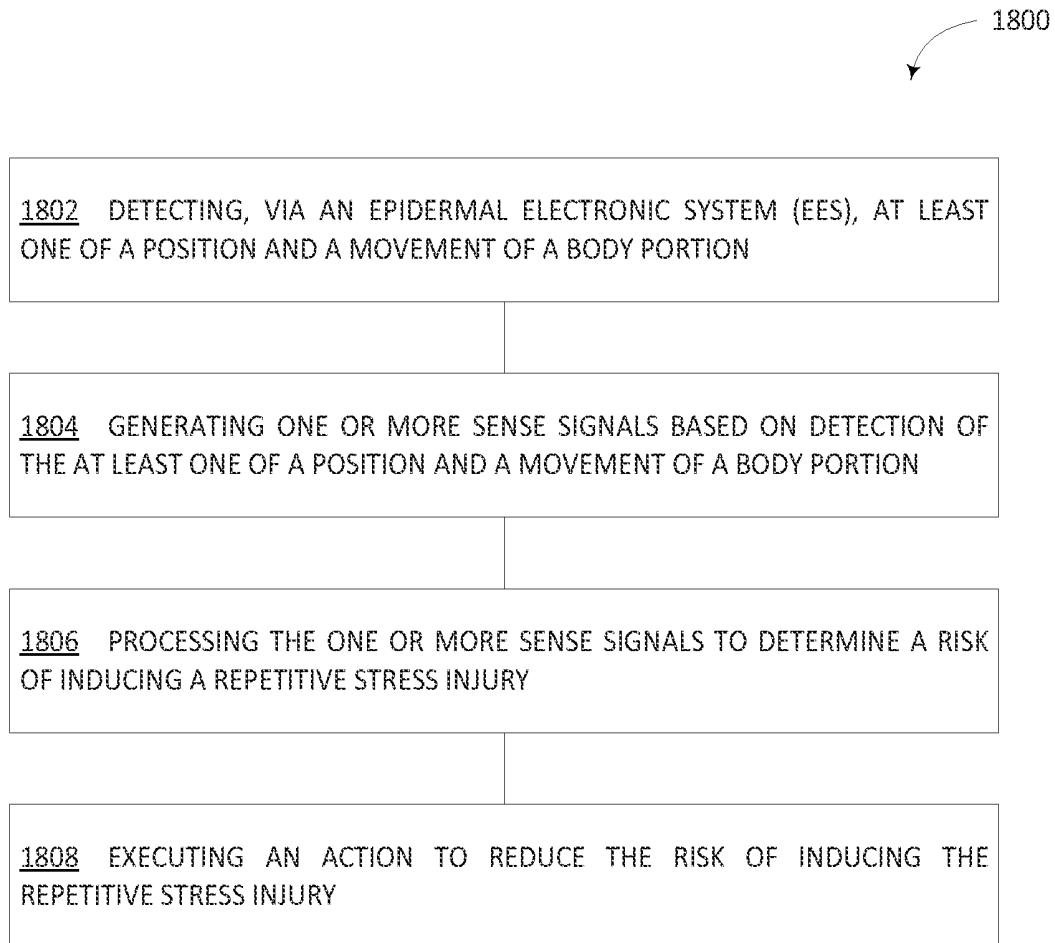 1800
1802 DETECTING, VIA AN EPIDERMAL ELECTRONIC SYSTEM (EES), AT LEAST
ONE OF A POSITION AND A MOVEMENT OF A BODY PORTION
1804 GENERATING ONE OR MORE SENSE SIGNALS BASED ON DETECTION OF
THE AT LEAST ONE OF A POSITION AND A MOVEMENT OF A BODY PORTION
1806 PROCESSING THE ONE OR MORE SENSE SIGNALS TO DETERMINE A RISK
OF INDUCING A REPETITIVE STRESS INJURY
1808 EXECUTING AN ACTION TO REDUCE THE RISK OF INDUCING THE
REPETITIVE STRESS INJURY